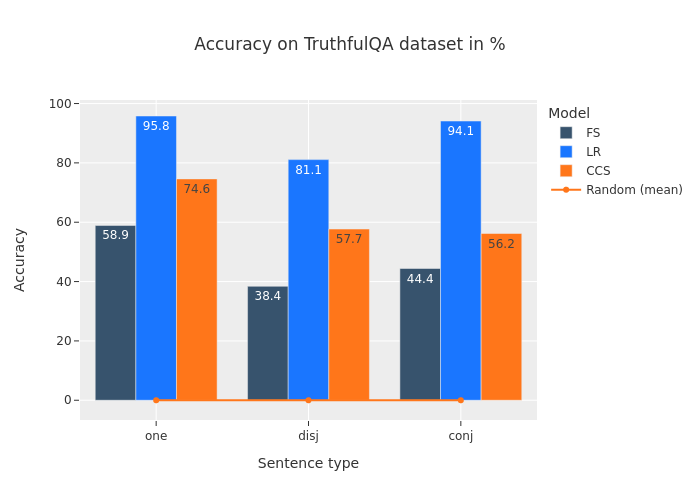 Accuracy on TruthfulQA dataset in %
Model
FS
LR
CCS
Random (mean)
Accuracy
100
80
60
40
20
0
58.9
95.8
74.6
38.4
81.1
57.7
44.4
94.1
56.2
one
disj
conj
Sentence type